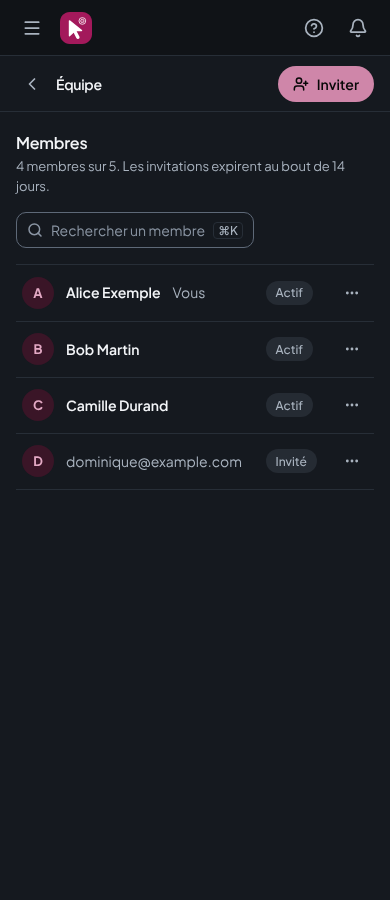 Équipe
Inviter
Membres
4 membres sur 5. Les invitations expirent au bout de 14
jours.
Rechercher un membre ⌘K
A Alice Exemple Vous Actif
B Bob Martin Actif
C Camille Durand Actif
D dominique@example.com Invité